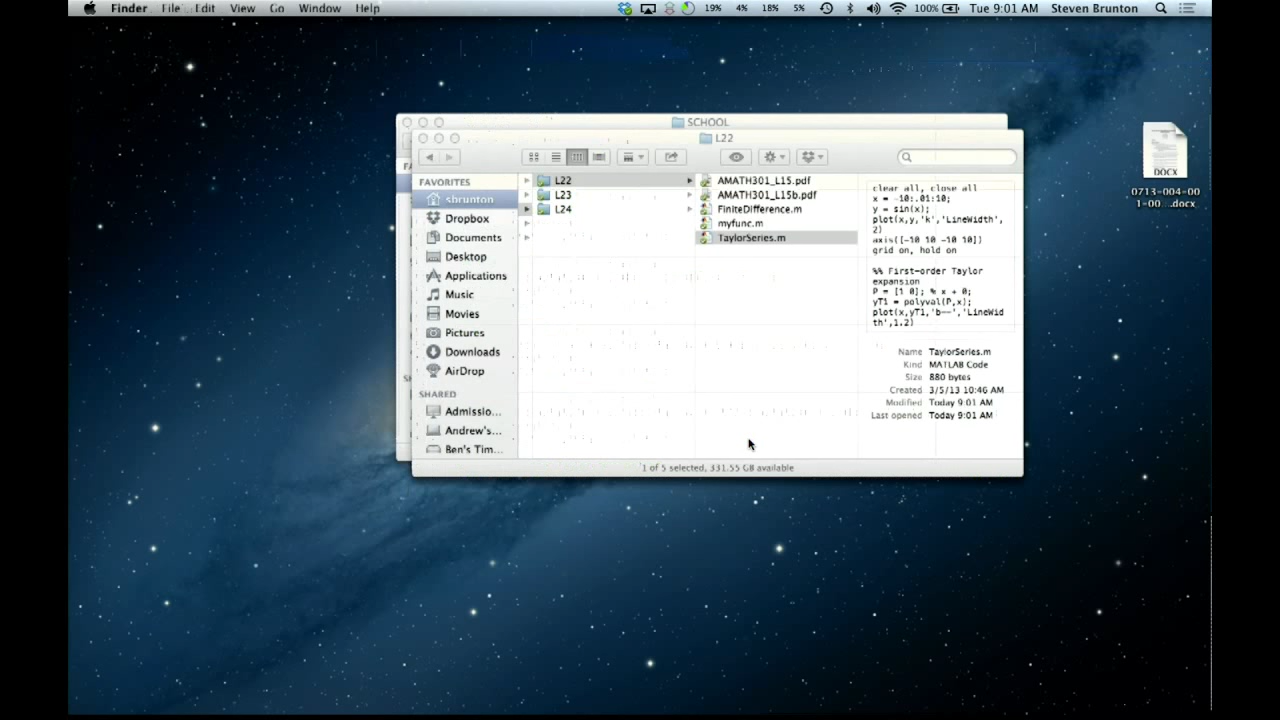 Finder File Edit View Go Window Help 19% 4% 18% 5% 100% Tue 9:01 AM Steven Brunton
SCHOOL
L22
FAVORITES
sbrunton
Dropbox
Documents
Desktop
Applications
Music
Movies
Pictures
Downloads
AirDrop
SHARED
Admissio...
Andrew's...
Ben's Tim...
L22
L23
L24
AMATH301_L15.pdf
AMATH301_L15b.pdf
FiniteDifference.m
myfunc.m
TaylorSeries.m
clear all, close all
x = -10:.01:10;
y = sin(x);
plot(x,y,'k','LineWidth',
2)
axis([-10 10 -10 10])
grid on, hold on
%% First-order Taylor
expansion
P = [1 0]; % x + 0;
yT1 = polyval(P,x);
plot(x,yT1,'b--','LineWid
th',1.2)
Name TaylorSeries.m
Kind MATLAB Code
Size 880 bytes
Created 3/5/13 10:46 AM
Modified Today 9:01 AM
Last opened Today 9:01 AM
1 of 5 selected, 331.55 GB available
DOCX
0713-004-00
1-00....docx